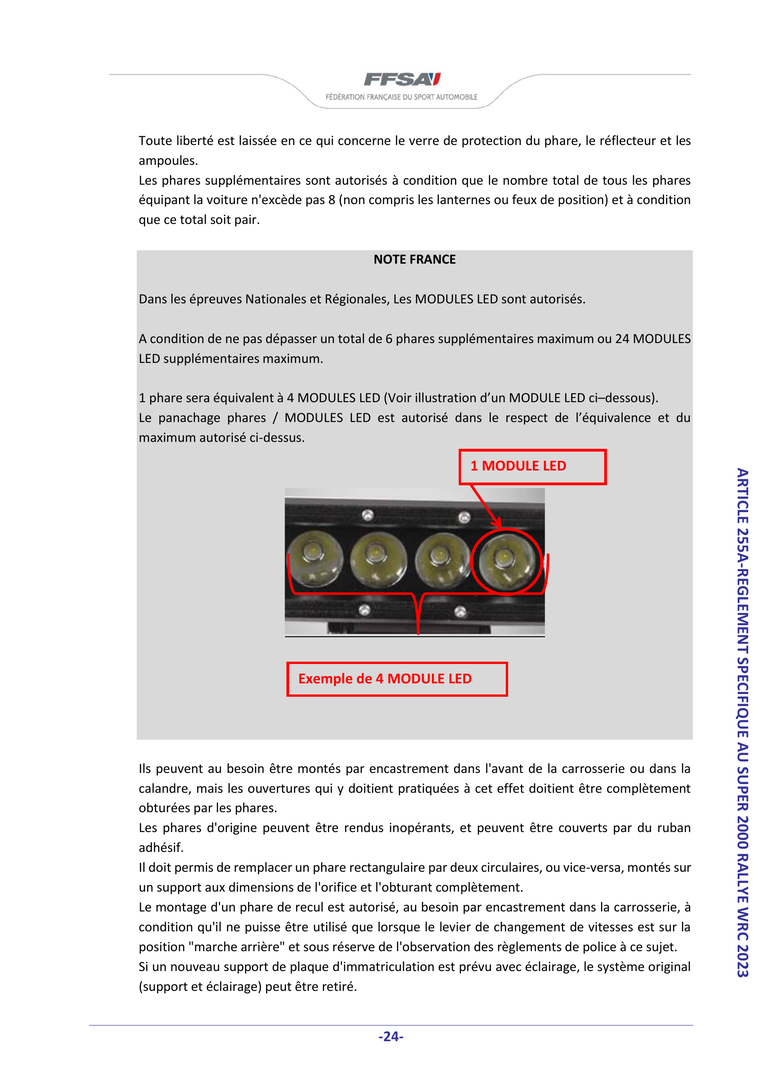 FFSA
FÉDÉRATION FRANÇAISE DU SPORT AUTOMOBILE
Toute liberté est laissée en ce qui concerne le verre de protection du phare, le réflecteur et les
ampoules.
Les phares supplémentaires sont autorisés à condition que le nombre total de tous les phares
équipant la voiture n'excède pas 8 (non compris les lanternes ou feux de position) et à condition
que ce total soit pair.
NOTE FRANCE
Dans les épreuves Nationales et Régionales, Les MODULES LED sont autorisés.
A condition de ne pas dépasser un total de 6 phares supplémentaires maximum ou 24 MODULES
LED supplémentaires maximum.
1 phare sera équivalent à 4 MODULES LED (Voir illustration d’un MODULE LED ci–dessous).
Le panachage phares / MODULES LED est autorisé dans le respect de l’équivalence et du
maximum autorisé ci-dessus.
1 MODULE LED
Exemple de 4 MODULE LED
Ils peuvent au besoin être montés par encastrement dans l'avant de la carrosserie ou dans la
calandre, mais les ouvertures qui y doitient pratiquées à cet effet doitient être complètement
obturées par les phares.
Les phares d'origine peuvent être rendus inopérants, et peuvent être couverts par du ruban
adhésif.
Il doit permis de remplacer un phare rectangulaire par deux circulaires, ou vice-versa, montés sur
un support aux dimensions de l'orifice et l'obturant complètement.
Le montage d'un phare de recul est autorisé, au besoin par encastrement dans la carrosserie, à
condition qu'il ne puisse être utilisé que lorsque le levier de changement de vitesses est sur la
position "marche arrière" et sous réserve de l'observation des règlements de police à ce sujet.
Si un nouveau support de plaque d'immatriculation est prévu avec éclairage, le système original
(support et éclairage) peut être retiré.
ARTICLE 255A-REGLEMENT SPECIFIQUE AU SUPER 2000 RALLYE WRC 2023
-24-